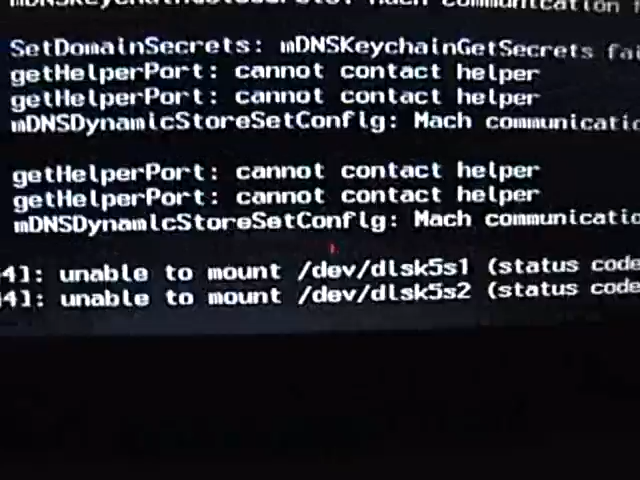 SetDomainSecrets: mDNSKeychainGetSecrets
getHelperPort: cannot contact helper
getHelperPort: cannot contact helper
mDNSDynamicStoreSetConfig: Mach communicatio
getHelperPort: cannot contact helper
getHelperPort: cannot contact helper
mDNSDynamicStoreSetConfig: Mach communicatio
4]: unable to mount /dev/disk5s1 (status code
4]: unable to mount /dev/disk5s2 (status code